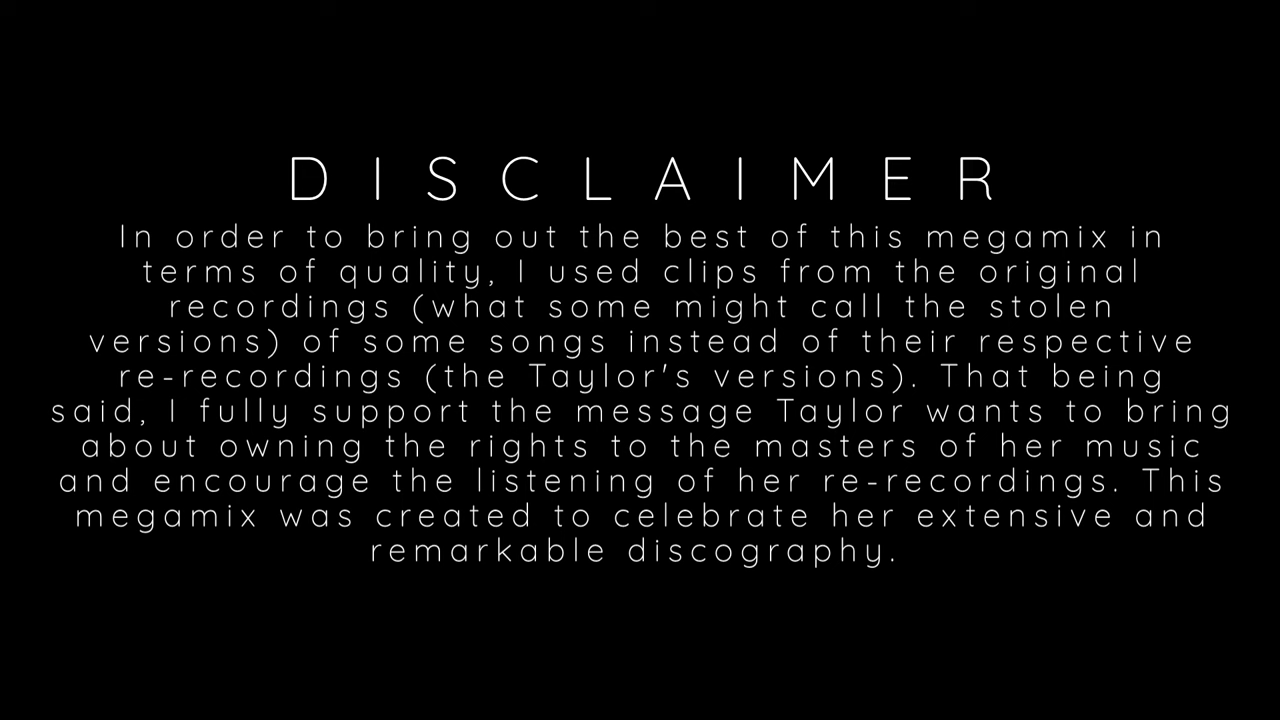 DISCLAIMER
In order to bring out the best of this megamix in
terms of quality, I used clips from the original
recordings (what some might call the stolen
versions) of some songs instead of their respective
re-recordings (the Taylor's versions). That being
said, I fully support the message Taylor wants to bring
about owning the rights to the masters of her music
and encourage the listening of her re-recordings. This
megamix was created to celebrate her extensive and
remarkable discography.